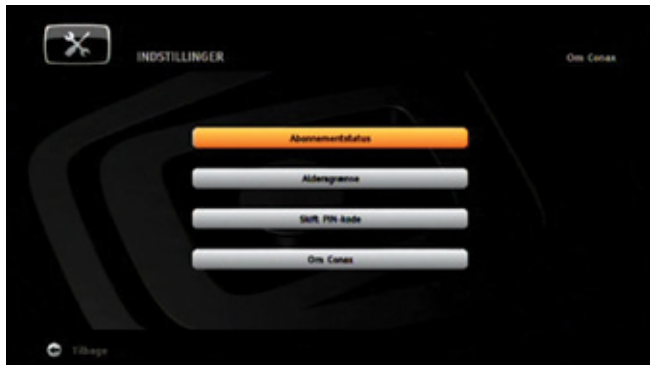 INDSTILLINGER
Om Conax
Abonnementstatus
Aldersgrænse
Skift PIN-kode
Om Conax
Tilbage